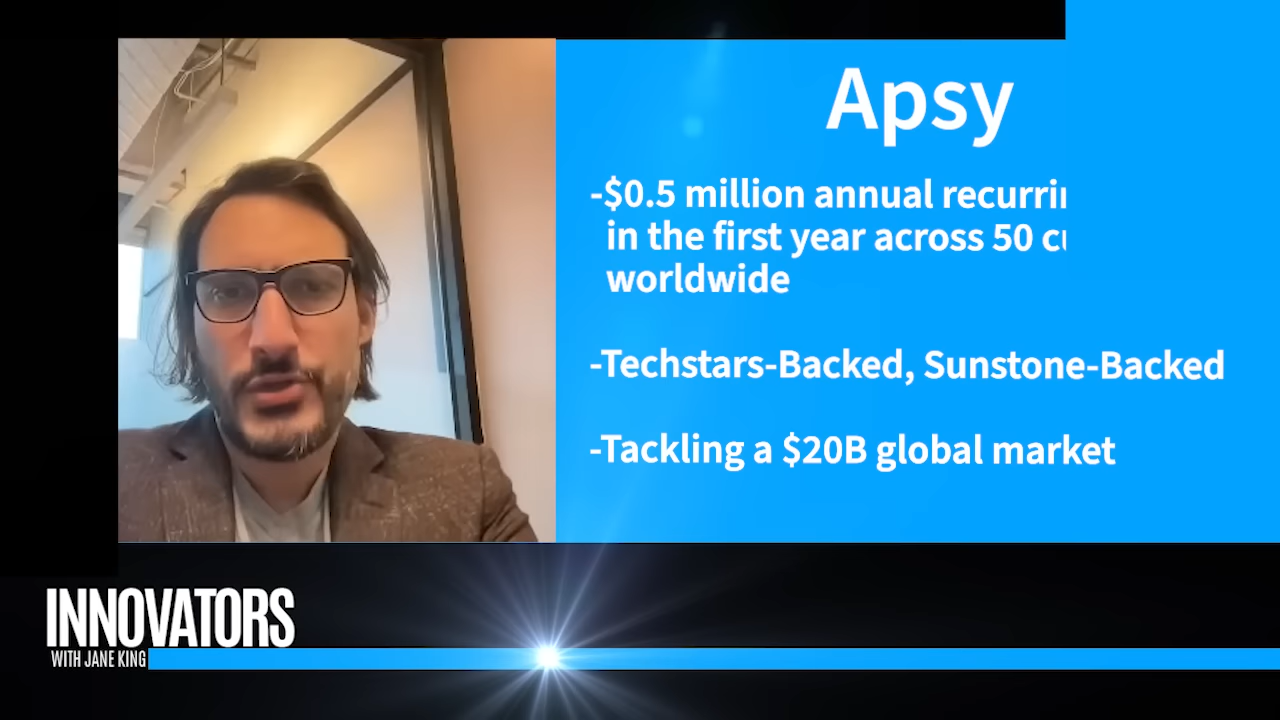 Apsy
-$0.5 million annual
in the first year across 50
worldwide
-Techstars-Backed, Sunstone-Backed
-Tackling a $20B global market
INNOVATORS
WITH JANE KING